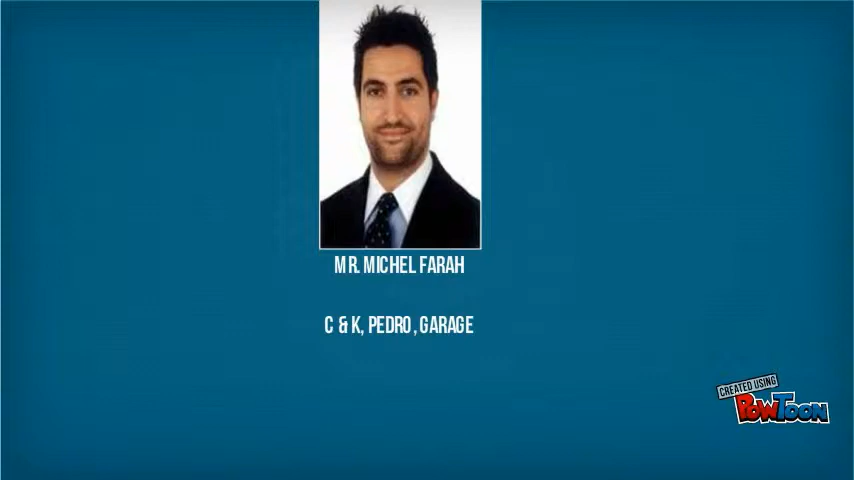 MR. MICHEL FARAH
C & K, PEDRO, GARAGE
CREATED USING
POWTOON